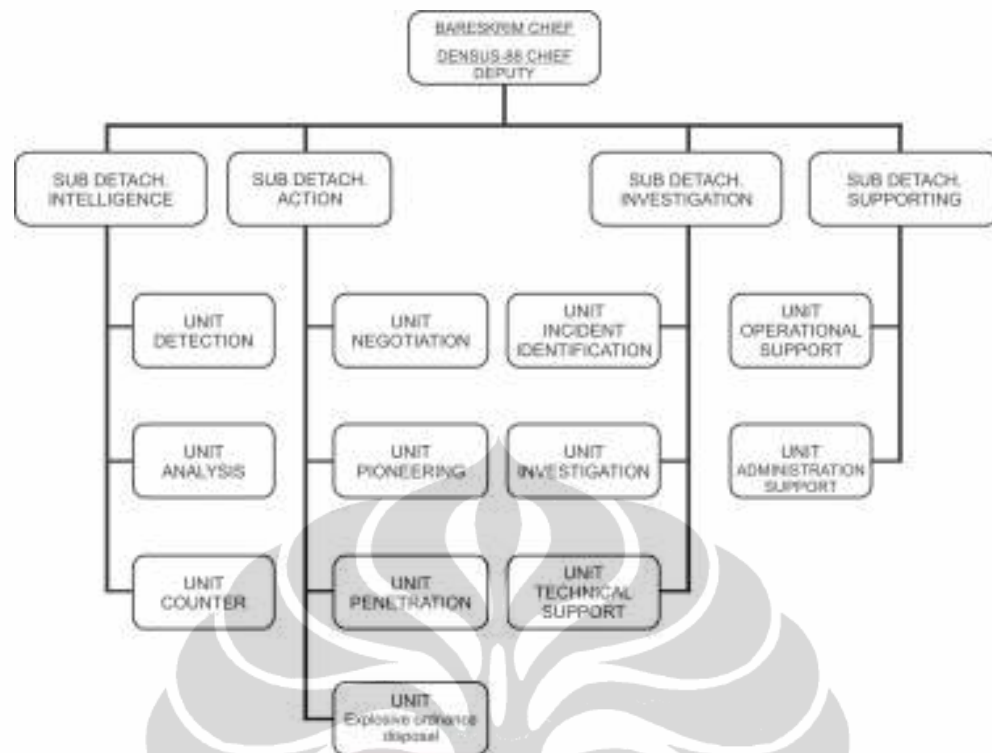 BARESKRIM CHIEF
DENSUS-88 CHIEF
DEPUTY
SUB DETACH.
INTELLIGENCE
SUB DETACH.
ACTION
SUB DETACH.
INVESTIGATION
SUB DETACH.
SUPPORTING
UNIT
DETECTION
UNIT
NEGOTIATION
UNIT
INCIDENT
IDENTIFICATION
UNIT
OPERATIONAL
SUPPORT
UNIT
ANALYSIS
UNIT
PIONEERING
UNIT
INVESTIGATION
UNIT
ADMINISTRATION
SUPPORT
UNIT
COUNTER
UNIT
PENETRATION
UNIT
TECHNICAL
SUPPORT
UNIT
Explosive ordinance
disposal